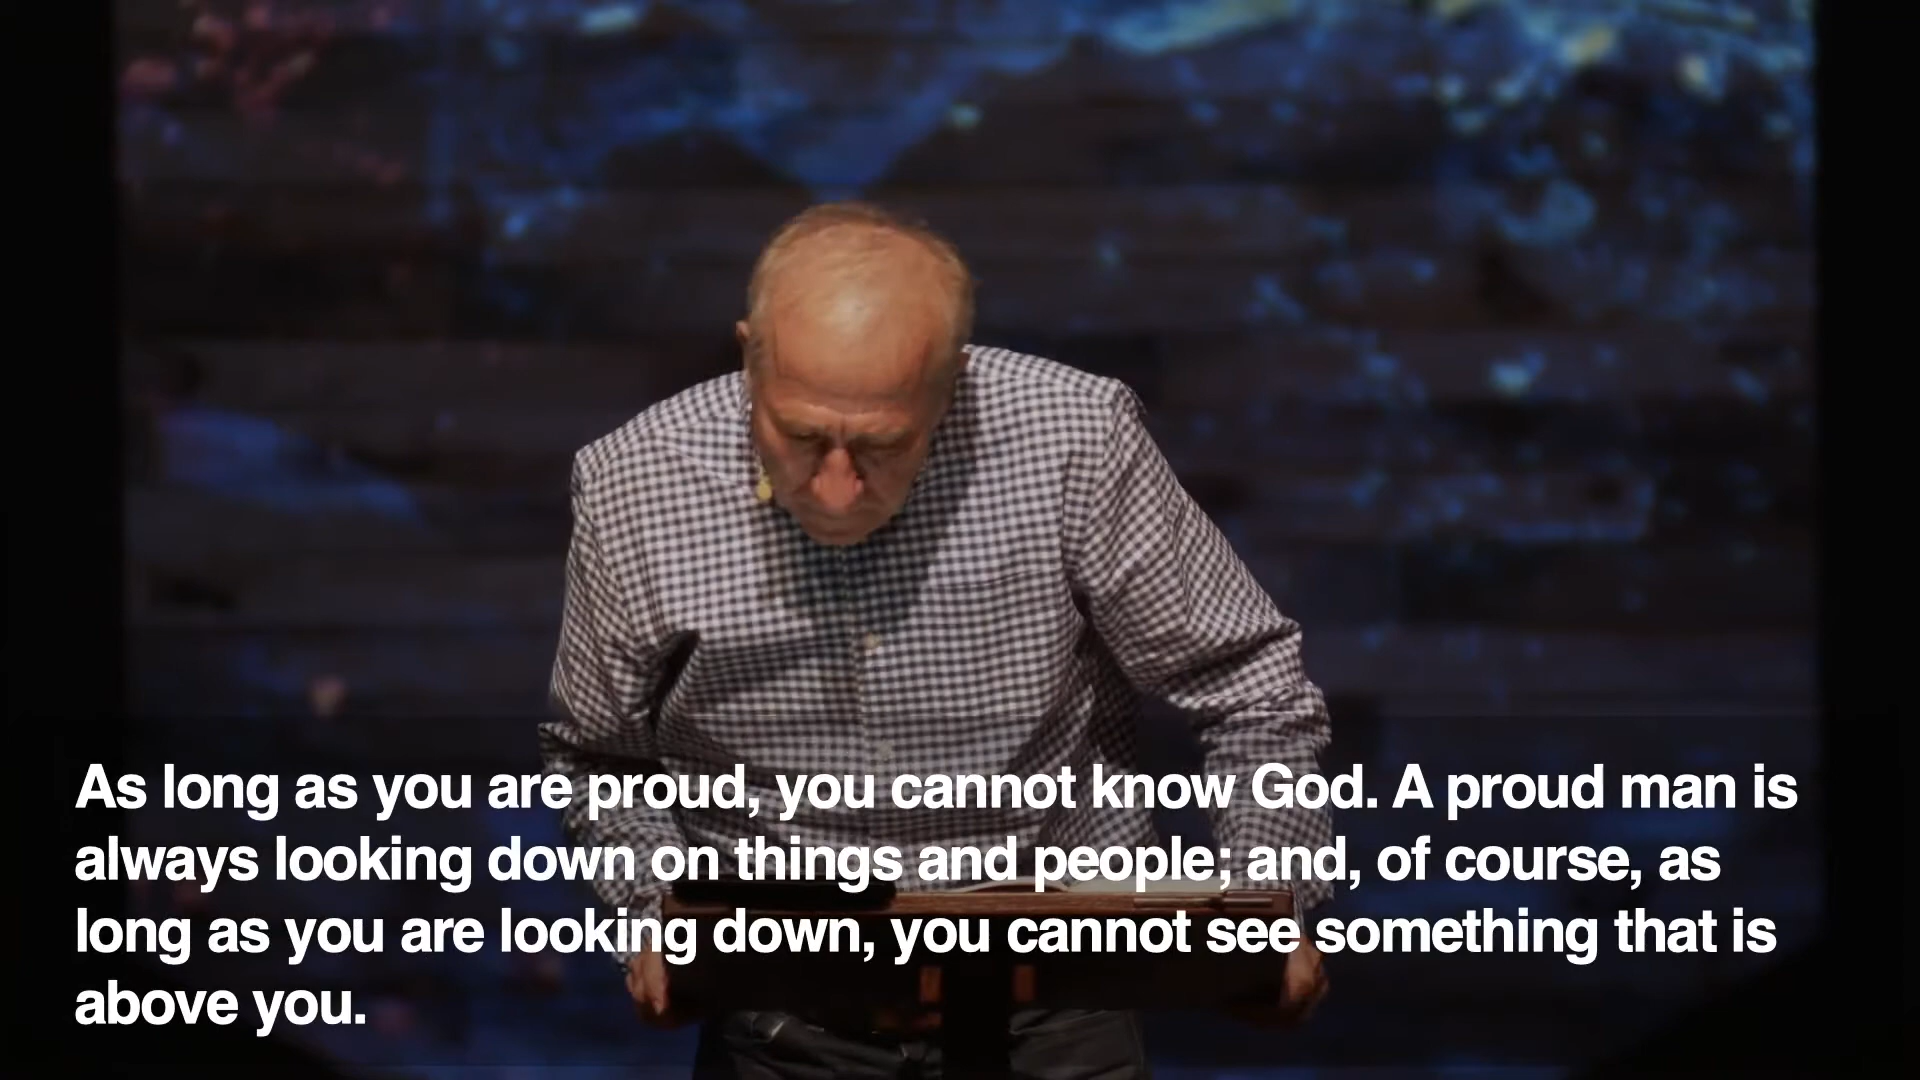 As long as you are proud, you cannot know God. A proud man is
always looking down on things and people; and, of course, as
long as you are looking down, you cannot see something that is
above you.